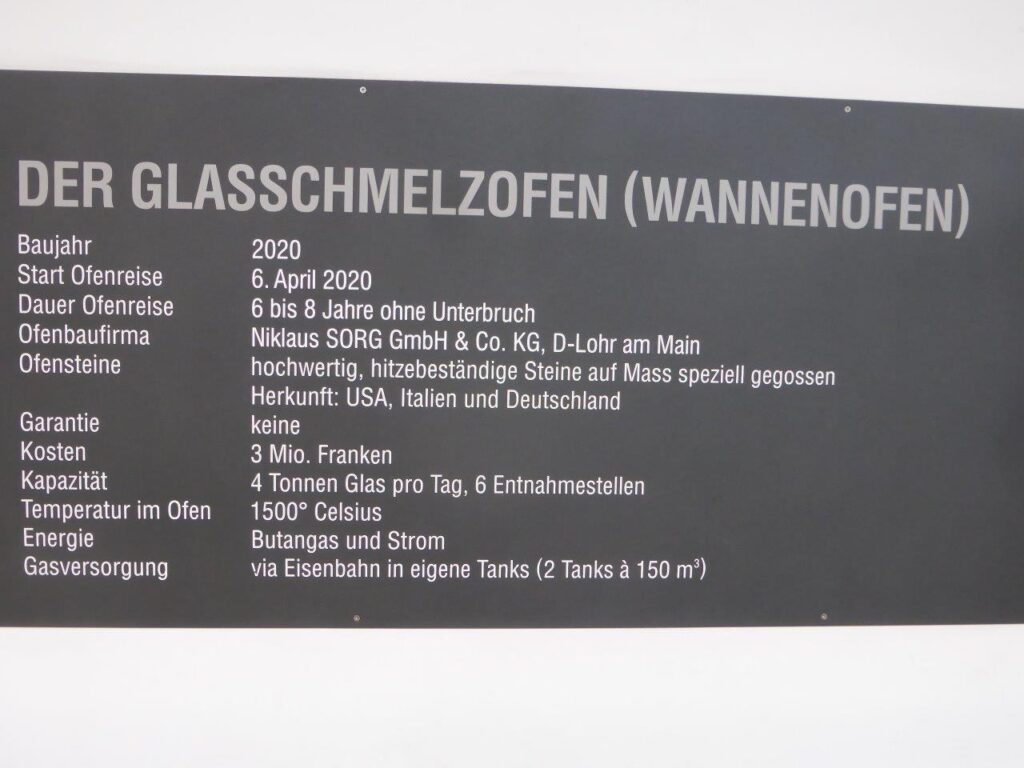 DER GLASSCHMELZOFEN (WANNENOFEN)
Baujahr 2020
Start Ofenreise 6. April 2020
Dauer Ofenreise 6 bis 8 Jahre ohne Unterbruch
Ofenbaufirma Niklaus SORG GmbH & Co. KG, D-Lohr am Main
Ofensteine hochwertig, hitzebeständige Steine auf Mass speziell gegossen
Herkunft: USA, Italien und Deutschland
Garantie keine
Kosten 3 Mio. Franken
Kapazität 4 Tonnen Glas pro Tag, 6 Entnahmestellen
Temperatur im Ofen 1500° Celsius
Energie Butangas und Strom
Gasversorgung via Eisenbahn in eigene Tanks (2 Tanks à 150 m³)